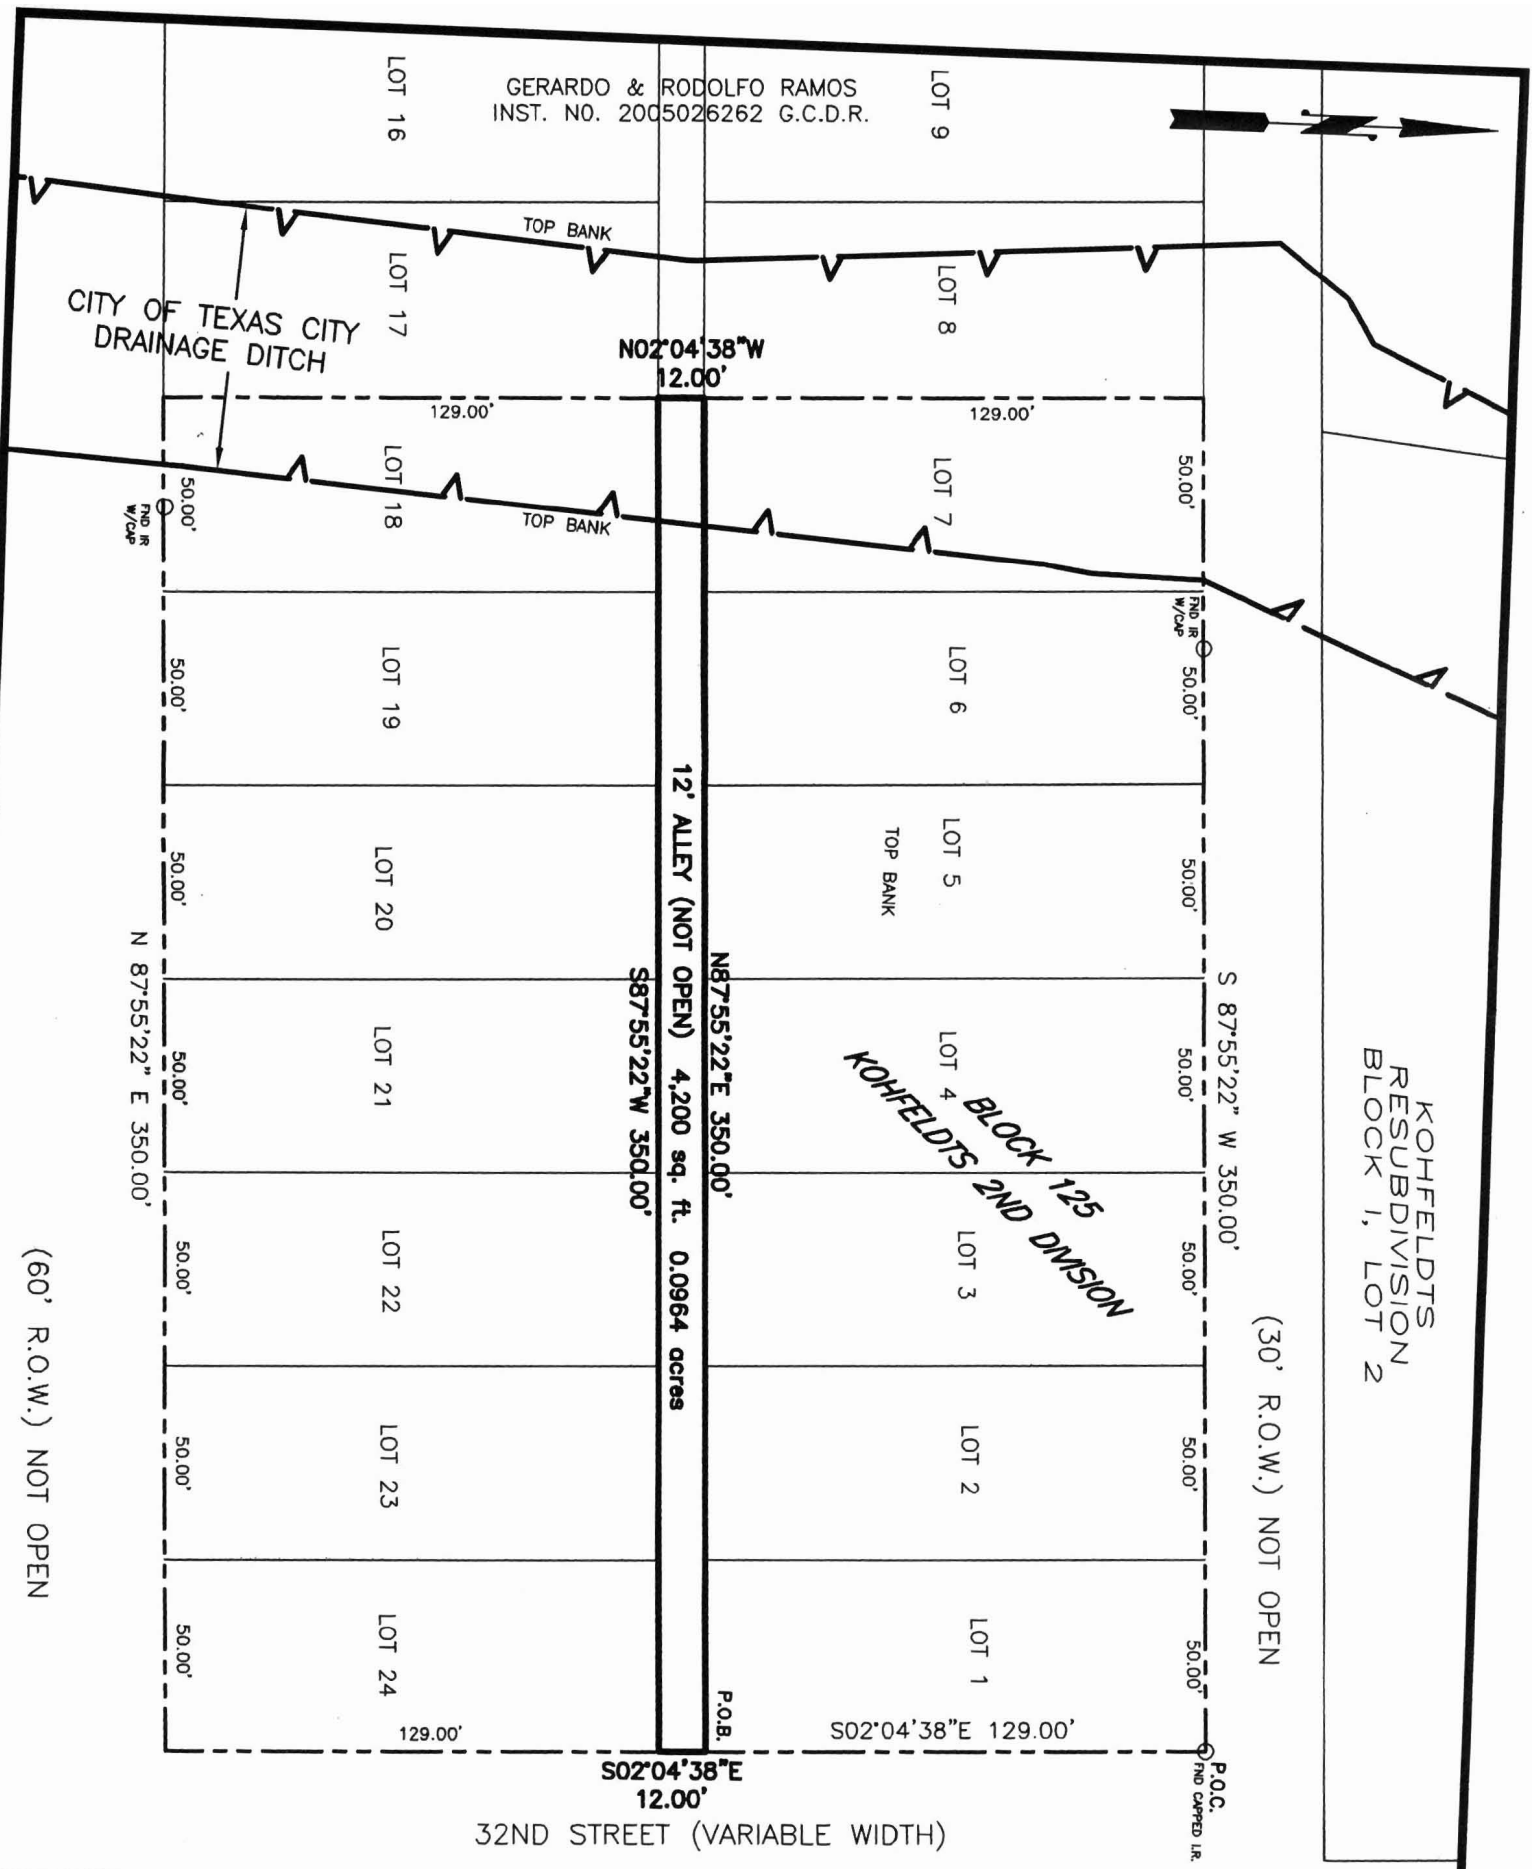 LOT 16
GERARDO & RODOLFO RAMOS
INST. NO. 2005026262 G.C.D.R.
LOT 9
TOP BANK
LOT 17
LOT 8
CITY OF TEXAS CITY
DRAINAGE DITCH
N02°04'38"W
12.00'
129.00'
129.00'
LOT 18
LOT 7
50.00'
50.00'
FND IR
W/CAP
TOP BANK
FND IR
W/CAP
LOT 19
LOT 6
50.00'
50.00'
12' ALLEY (NOT OPEN) 4,200 sq. ft. 0.0964 acres
LOT 20
LOT 5
TOP BANK
50.00'
50.00'
N 87°55'22" E 350.00'
S87°55'22"W 350.00'
N87°55'22"E 350.00'
S 87°55'22" W 350.00'
LOT 21
LOT 4
50.00'
50.00'
BLOCK 125
KOHFELDTS 2ND DIVISION
KOHFELDTS
RESUBDIVISION
BLOCK 1, LOT 2
LOT 22
LOT 3
50.00'
50.00'
(60' R.O.W.) NOT OPEN
(30' R.O.W.) NOT OPEN
LOT 23
LOT 2
50.00'
50.00'
LOT 24
LOT 1
50.00'
50.00'
P.O.B.
129.00'
S02°04'38"E 129.00'
S02°04'38"E
12.00'
P.O.C.
FND CAPPED I.R.
32ND STREET (VARIABLE WIDTH)